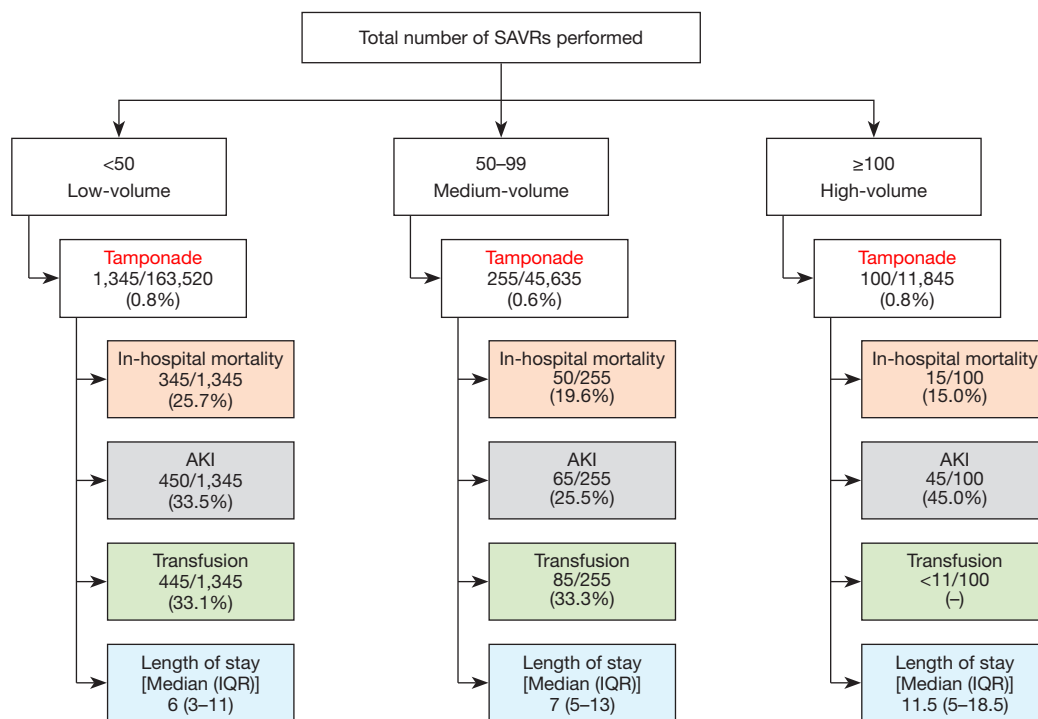 Total number of SAVRs performed
<50
Low-volume
Tamponade
1,345/163,520
(0.8%)
In-hospital mortality
345/1,345
(25.7%)
AKI
450/1,345
(33.5%)
Transfusion
445/1,345
(33.1%)
Length of stay
[Median (IQR)]
6 (3–11)
50–99
Medium-volume
Tamponade
255/45,635
(0.6%)
In-hospital mortality
50/255
(19.6%)
AKI
65/255
(25.5%)
Transfusion
85/255
(33.3%)
Length of stay
[Median (IQR)]
7 (5–13)
≥100
High-volume
Tamponade
100/11,845
(0.8%)
In-hospital mortality
15/100
(15.0%)
AKI
45/100
(45.0%)
Transfusion
<11/100
(–)
Length of stay
[Median (IQR)]
11.5 (5–18.5)